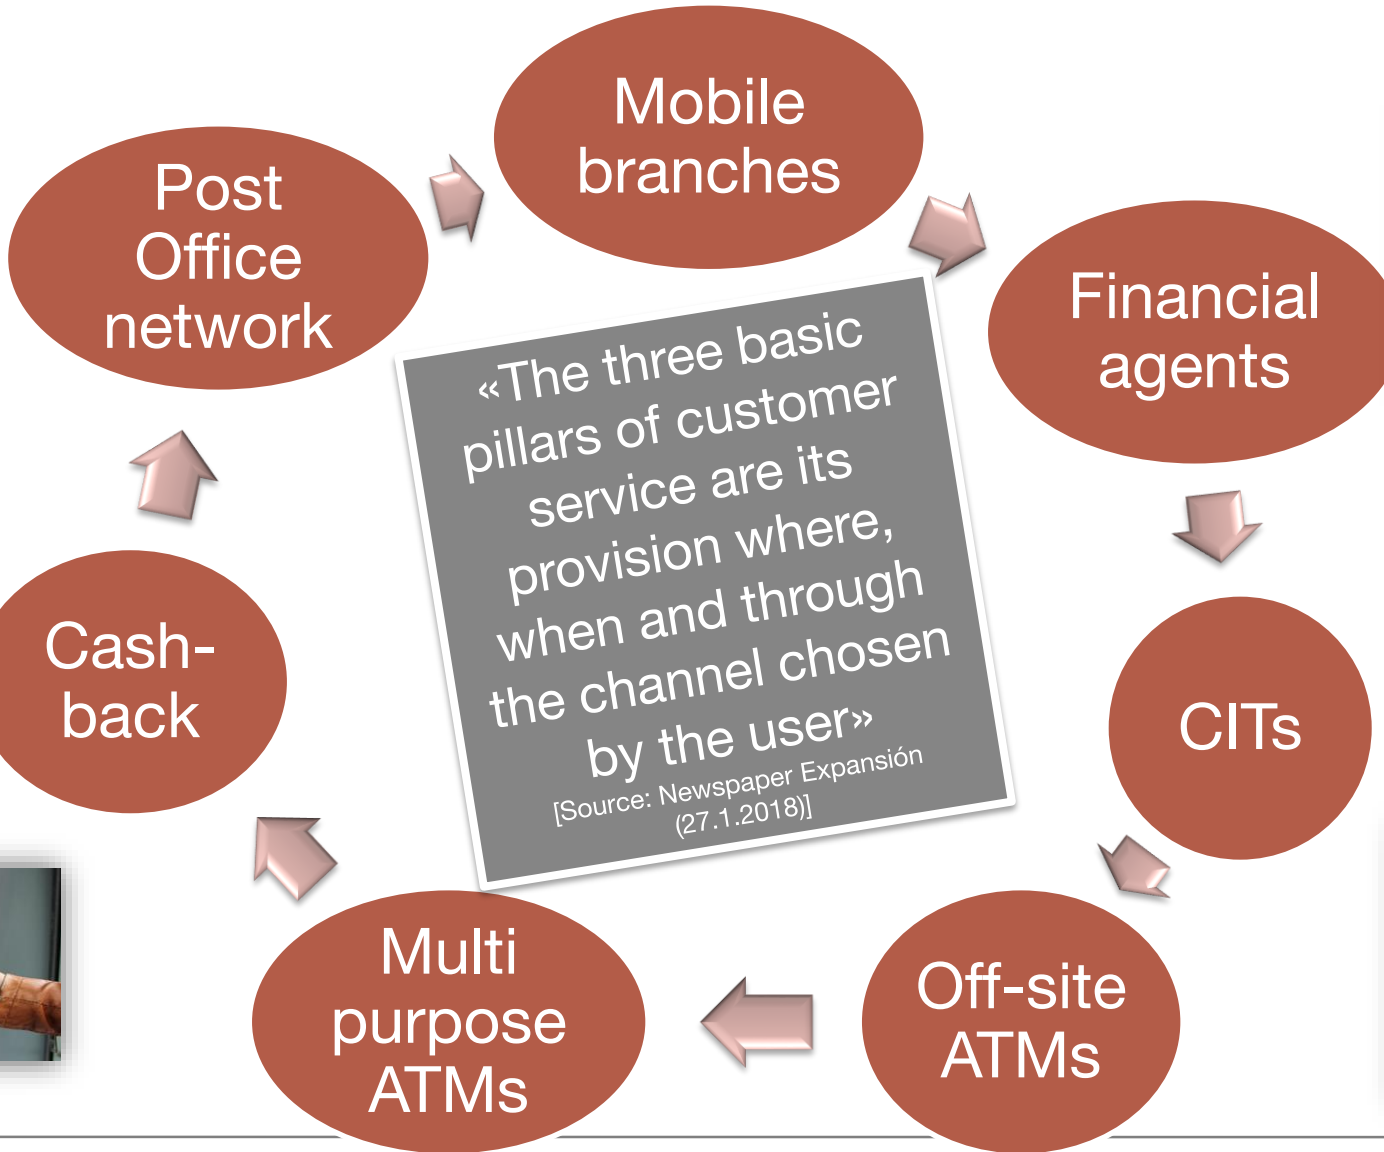 Mobile
branches
Post
Office
network
Financial
agents
«The three basic
pillars of customer
service are its
provision where,
when and through
the channel chosen
by the user»
[Source: Newspaper Expansión
(27.1.2018)]
Cash-
back
CITs
Multi
purpose
ATMs
Off-site
ATMs